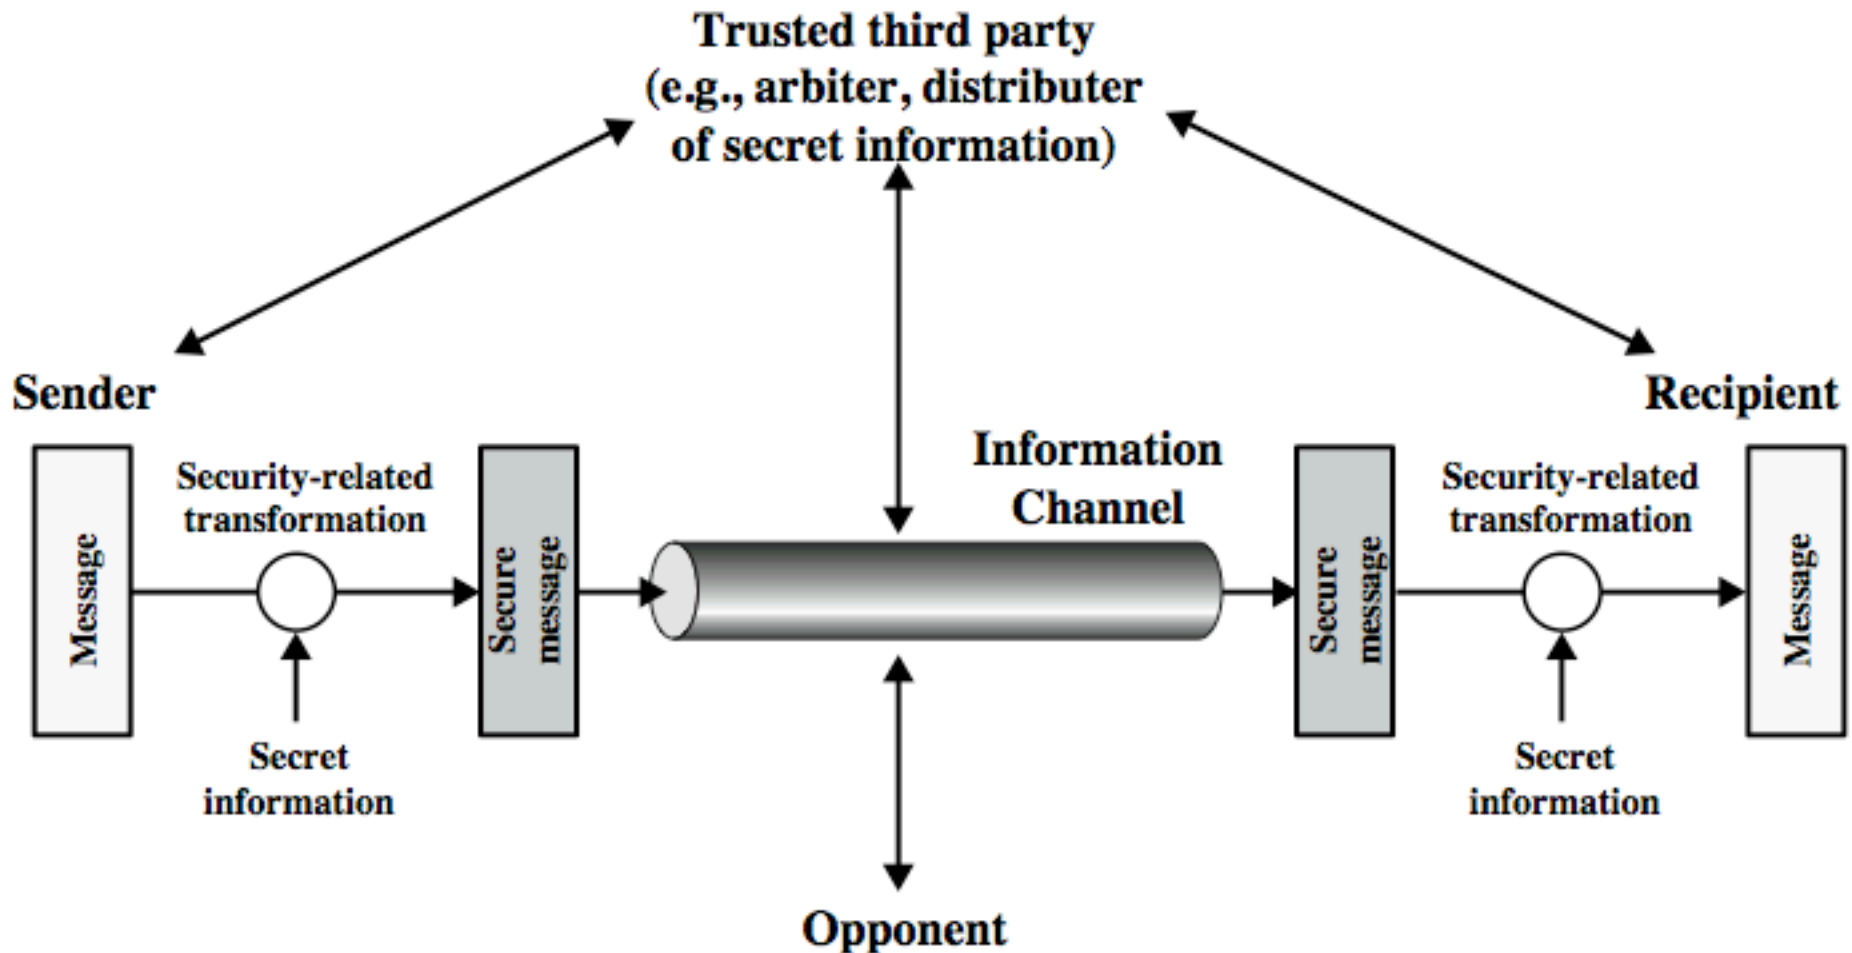 Trusted third party
(e.g., arbiter, distributer
of secret information)
Sender
Recipient
Information
Channel
Security-related
transformation
Security-related
transformation
Message
Secure
message
Secure
message
Message
Secret
information
Secret
information
Opponent